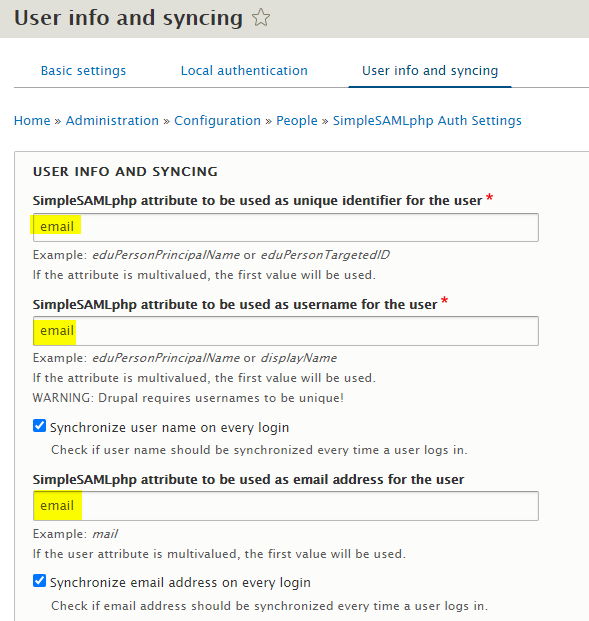 User info and syncing
Basic settings Local authentication User info and syncing
Home » Administration » Configuration » People » SimpleSAMLphp Auth Settings
USER INFO AND SYNCING
SimpleSAMLphp attribute to be used as unique identifier for the user *
email
Example: eduPersonPrincipalName or eduPersonTargetedID
If the attribute is multivalued, the first value will be used.
SimpleSAMLphp attribute to be used as username for the user *
email
Example: eduPersonPrincipalName or displayName
If the attribute is multivalued, the first value will be used.
WARNING: Drupal requires usernames to be unique!
Synchronize user name on every login
Check if user name should be synchronized every time a user logs in.
SimpleSAMLphp attribute to be used as email address for the user
email
Example: mail
If the user attribute is multivalued, the first value will be used.
Synchronize email address on every login
Check if email address should be synchronized every time a user logs in.